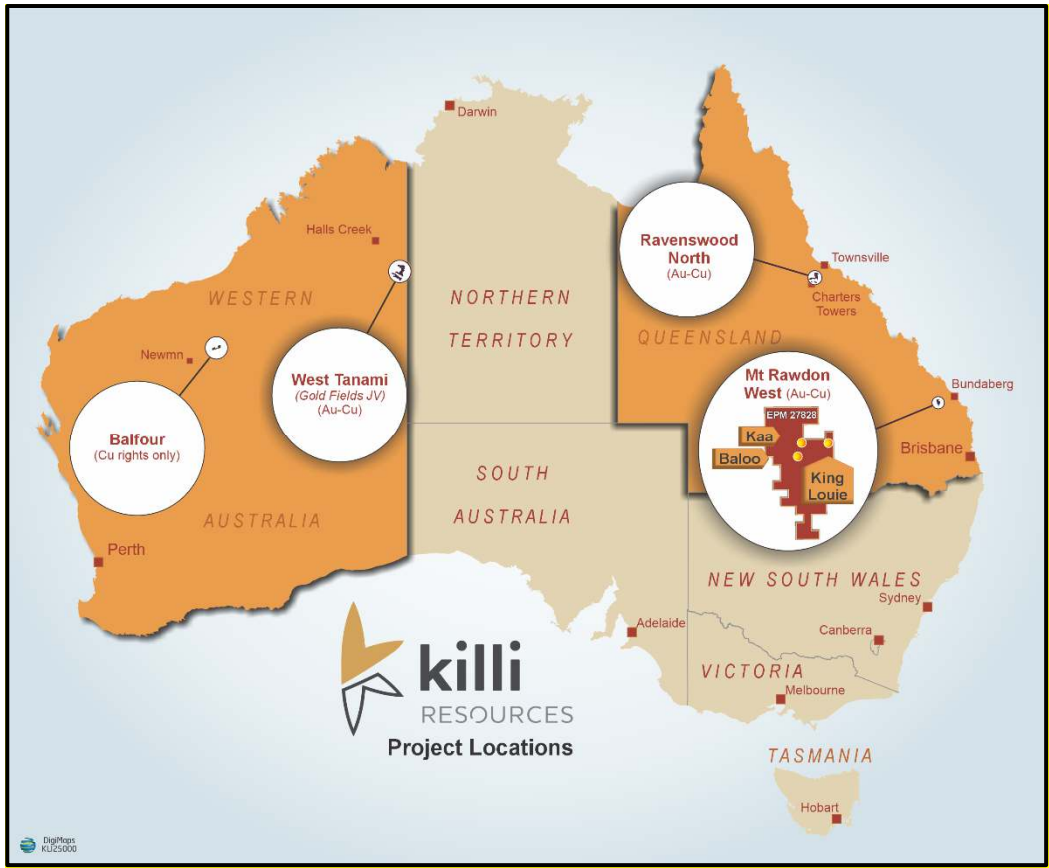 Darwin
Halls Creek
WESTERN
AUSTRALIA
Newmn
Balfour
(Cu rights only)
West Tanami
(Gold Fields JV)
(Au-Cu)
Perth
NORTHERN
TERRITORY
SOUTH
AUSTRALIA
Ravenswood
North
(Au-Cu)
Townsville
Charters
Towers
QUEENSLAND
Mt Rawdon
West (Au-Cu)
EPM 27828
Kaa
Baloo
King
Louie
Bundaberg
Brisbane
NEW SOUTH WALES
Sydney
Canberra
Adelaide
VICTORIA
Melbourne
TASMANIA
Hobart
killi
RESOURCES
Project Locations
DigiMaps
KLI25000